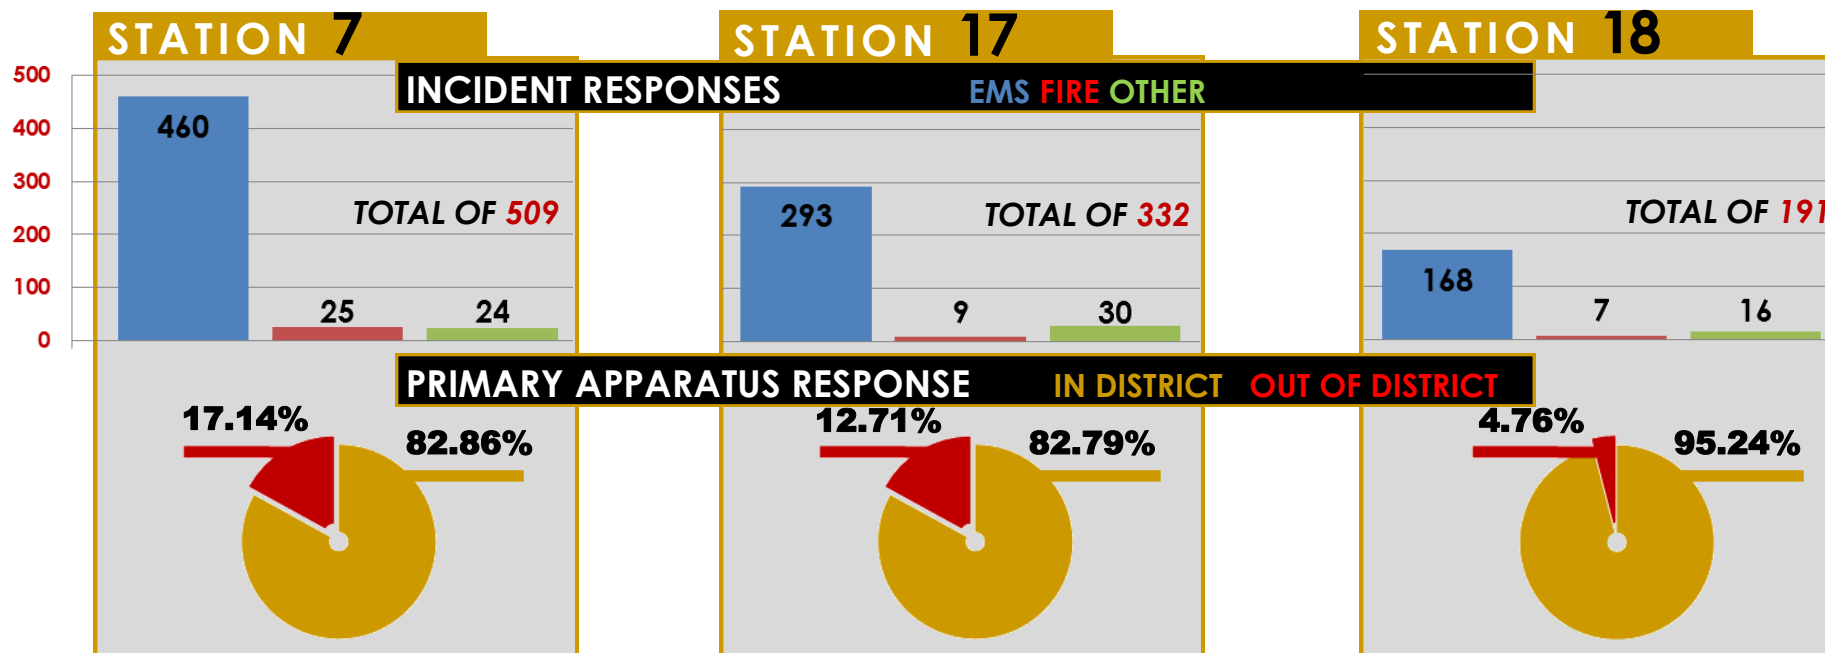 STATION 7
STATION 17
STATION 18
INCIDENT RESPONSES EMS FIRE OTHER
500
400
300
200
100
0
460
25
24
TOTAL OF 509
293
9
30
TOTAL OF 332
168
7
16
TOTAL OF 191
PRIMARY APPARATUS RESPONSE IN DISTRICT OUT OF DISTRICT
17.14%
82.86%
12.71%
82.79%
4.76%
95.24%